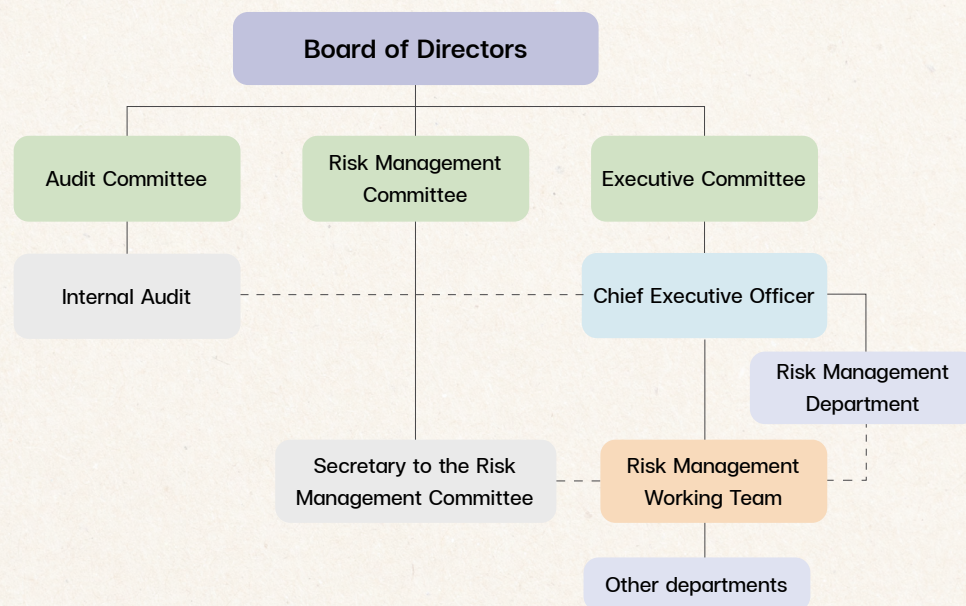 Board of Directors
Audit Committee
Risk Management
Committee
Executive Committee
Internal Audit
Chief Executive Officer
Risk Management
Department
Secretary to the Risk
Management Committee
Risk Management
Working Team
Other departments